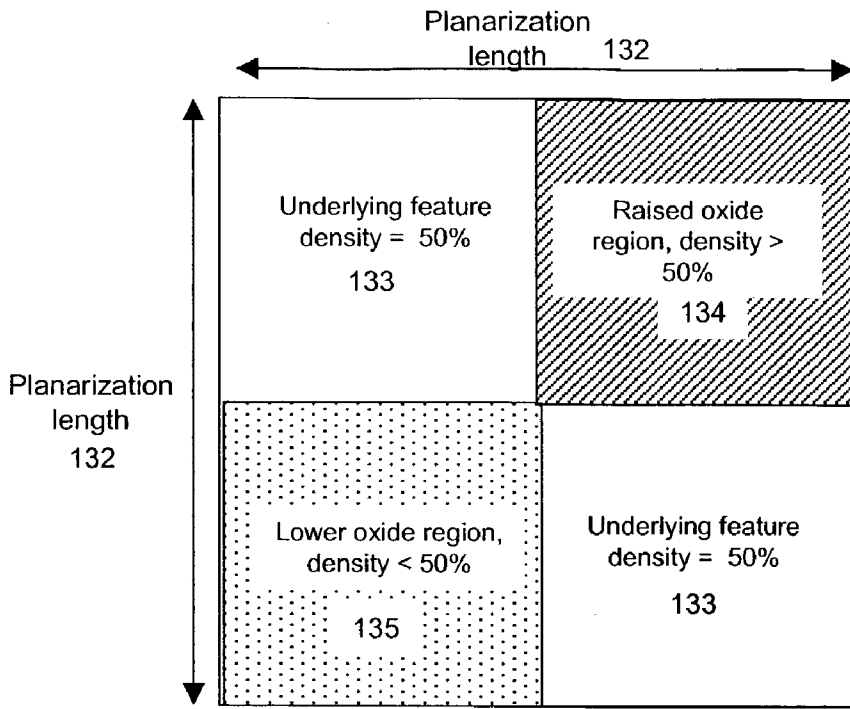 Planarization
length 132
Underlying feature
density = 50%
133
Raised oxide
region, density >
50%
134
Planarization
length
132
Lower oxide region,
density < 50%
135
Underlying feature
density = 50%
133